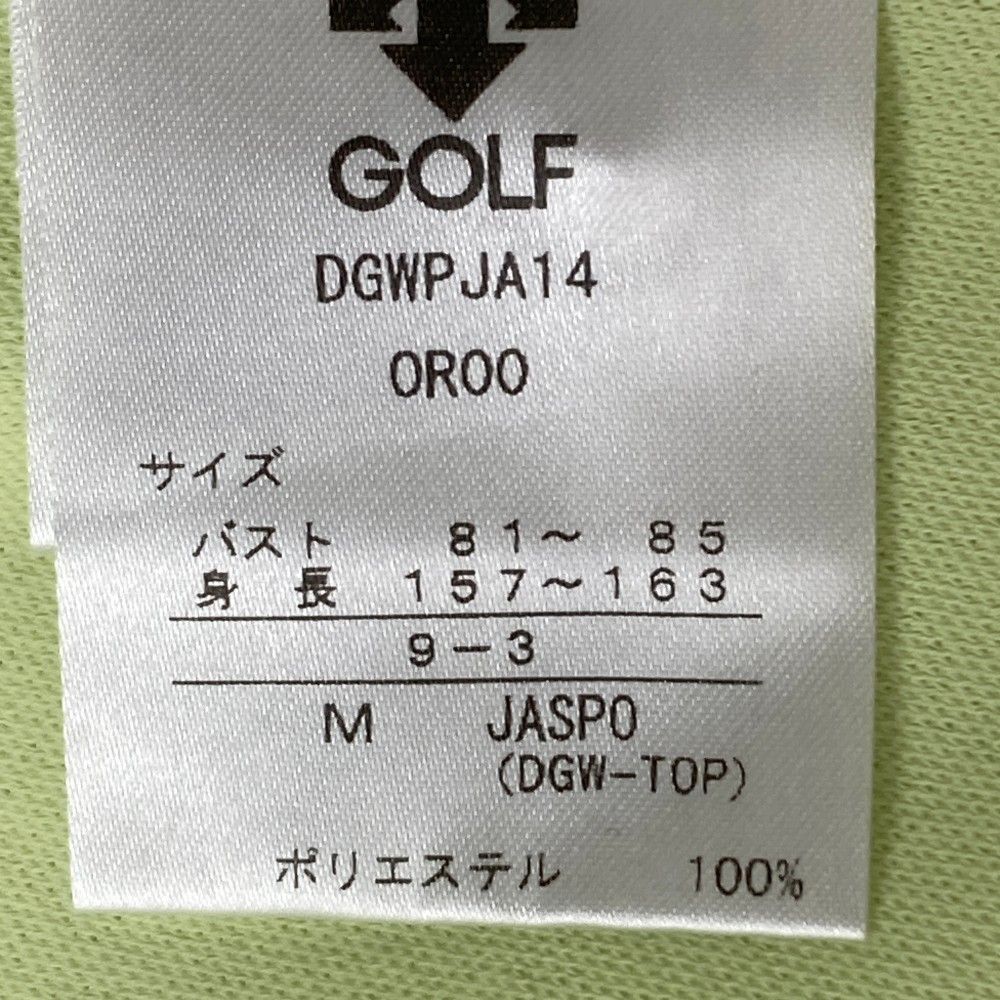 GOLF
DGWPJA14
OR00
サイズ
バスト 81～ 85
身 長 157～163
9－3
M JASPO
(DGW-TOP)
ポリエステル 100%